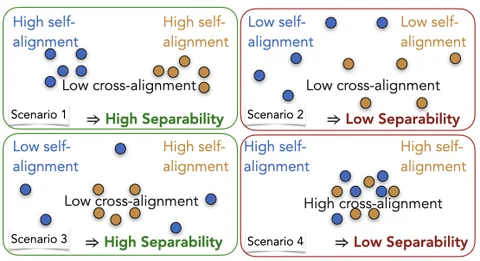 High self-
alignment
High self-
alignment
Low cross-alignment
Scenario 1
⇒ High Separability
Low self-
alignment
Low self-
alignment
Low cross-alignment
Scenario 2
⇒ Low Separability
Low self-
alignment
High self-
alignment
Low cross-alignment
Scenario 3
⇒ High Separability
High self-
alignment
High self-
alignment
High cross-alignment
Scenario 4
⇒ Low Separability